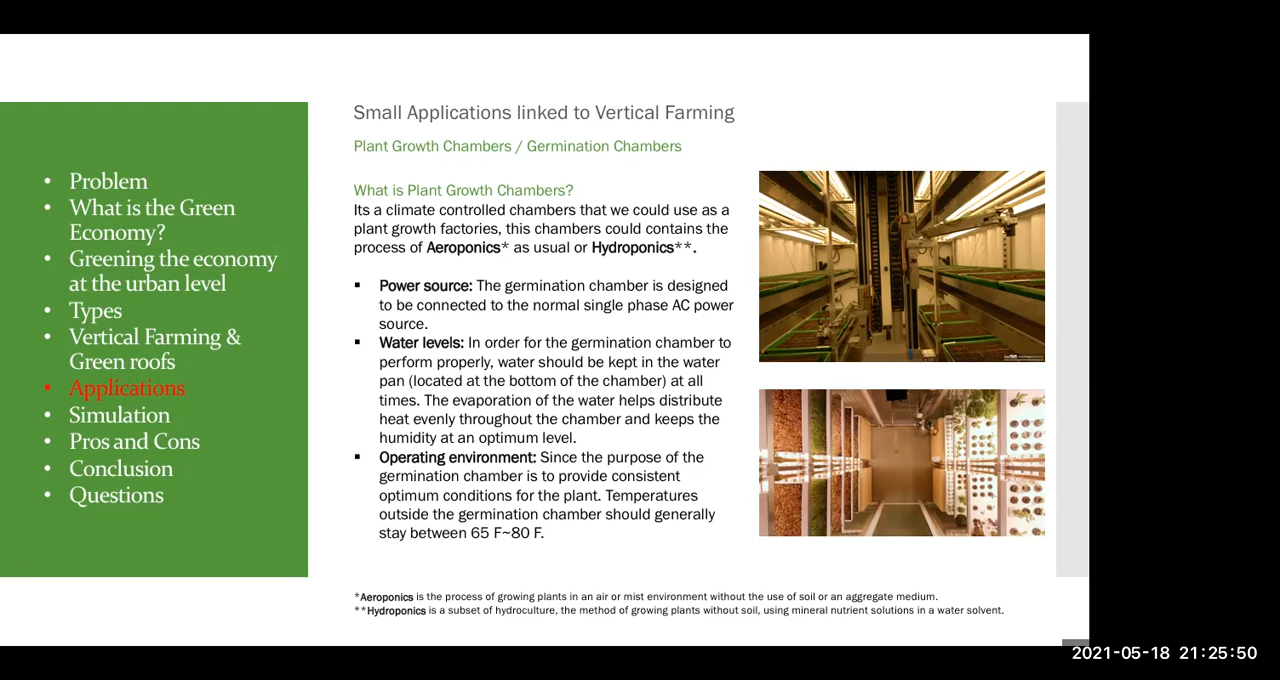 • Problem
• What is the Green
Economy?
• Greening the economy
at the urban level
• Types
• Vertical Farming &
Green roofs
• Applications
• Simulation
• Pros and Cons
• Conclusion
• Questions
Small Applications linked to Vertical Farming
Plant Growth Chambers / Germination Chambers
What is Plant Growth Chambers?
Its a climate controlled chambers that we could use as a
plant growth factories, this chambers could contains the
process of Aeroponics* as usual or Hydroponics**.
▪ Power source: The germination chamber is designed
to be connected to the normal single phase AC power
source.
▪ Water levels: In order for the germination chamber to
perform properly, water should be kept in the water
pan (located at the bottom of the chamber) at all
times. The evaporation of the water helps distribute
heat evenly throughout the chamber and keeps the
humidity at an optimum level.
▪ Operating environment: Since the purpose of the
germination chamber is to provide consistent
optimum conditions for the plant. Temperatures
outside the germination chamber should generally
stay between 65 F~80 F.
*Aeroponics is the process of growing plants in an air or mist environment without the use of soil or an aggregate medium.
**Hydroponics is a subset of hydroculture, the method of growing plants without soil, using mineral nutrient solutions in a water solvent.
2021-05-18 21:25:50